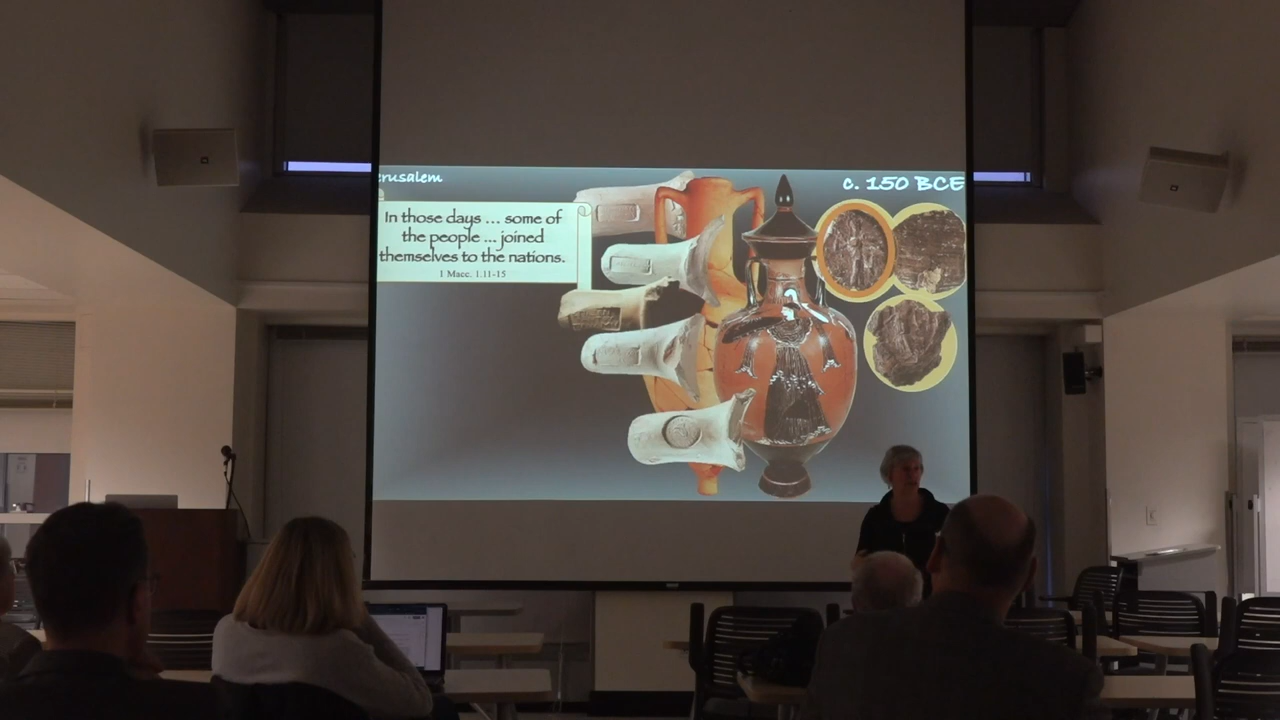 erusalem
c. 150 BCE
In those days ... some of
the people ... joined
themselves to the nations.
1 Macc. 1.11-15